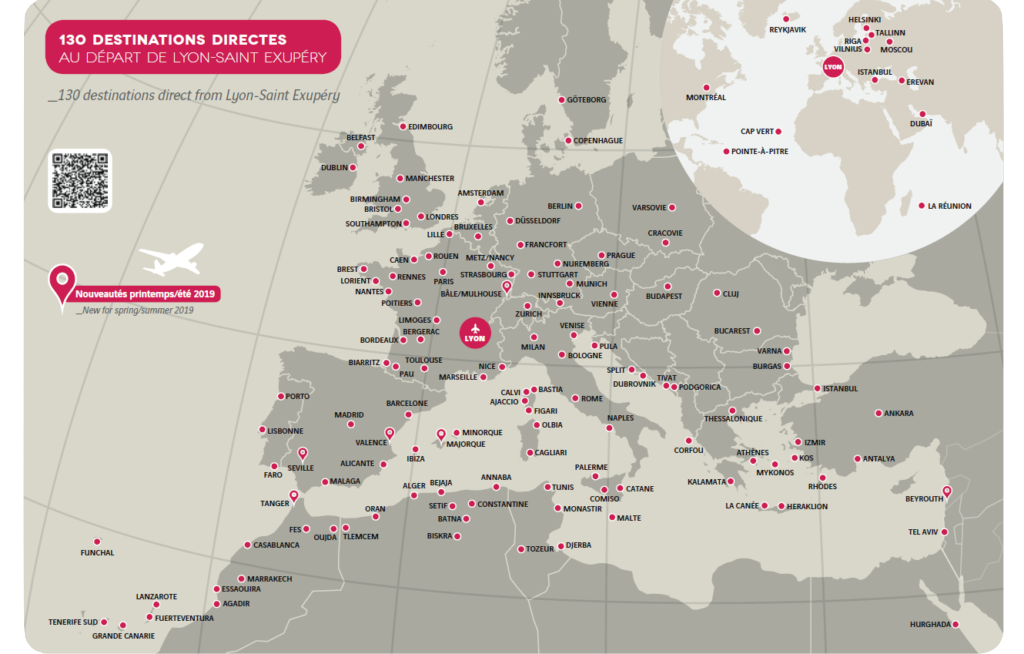 130 DESTINATIONS DIRECTES
AU DÉPART DE LYON-SAINT EXUPÉRY
_130 destinations direct from Lyon-Saint Exupéry
REYKJAVIK
HELSINKI
TALLINN
RIGA
VILNIUS
MOSCOU
LYON
ISTANBUL
EREVAN
MONTRÉAL
DUBAÏ
CAP VERT
POINTE-À-PITRE
LA RÉUNION
GÖTEBORG
EDIMBOURG
BELFAST
COPENHAGUE
DUBLIN
MANCHESTER
AMSTERDAM
BIRMINGHAM
BRISTOL
BERLIN
VARSOVIE
LONDRES
SOUTHAMPTON
BRUXELLES
DÜSSELDORF
LILLE
CRACOVIE
FRANCFORT
CAEN
ROUEN
METZ/NANCY
PRAGUE
NUREMBERG
BREST
RENNES
PARIS
STRASBOURG
STUTTGART
LORIENT
MUNICH
NANTES
BÂLE/MULHOUSE
INNSBRUCK
VIENNE
BUDAPEST
CLUJ
POITIERS
ZURICH
Nouveautés printemps/été 2019
_New for spring/summer 2019
LIMOGES
BERGERAC
VENISE
BUCAREST
BORDEAUX
LYON
MILAN
PULA
BOLOGNE
VARNA
BIARRITZ
PAU
TOULOUSE
NICE
MARSEILLE
SPLIT
DUBROVNIK
TIVAT
PODGORICA
BURGAS
CALVI
BASTIA
ISTANBUL
PORTO
BARCELONE
AJACCIO
ROME
FIGARI
MADRID
NAPLES
THESSALONIQUE
ANKARA
LISBONNE
VALENCE
MINORQUE
MAJORQUE
OLBIA
IZMIR
IBIZA
CAGLIARI
CORFOU
ATHÈNES
KOS
ANTALYA
FARO
SEVILLE
ALICANTE
PALERME
MYKONOS
MALAGA
ALGER
BEJAJA
ANNABA
TUNIS
COMISO
CATANE
KALAMATA
RHODES
TANGER
SETIF
CONSTANTINE
MONASTIR
LA CANÉE
HERAKLION
BEYROUTH
ORAN
BATNA
MALTE
FES
OUJDA
TLEMCEM
BISKRA
TEL AVIV
FUNCHAL
CASABLANCA
TOZEUR
DJERBA
MARRAKECH
ESSAOUIRA
LANZAROTE
AGADIR
TENERIFE SUD
FUERTEVENTURA
GRANDE CANARIE
HURGHADA